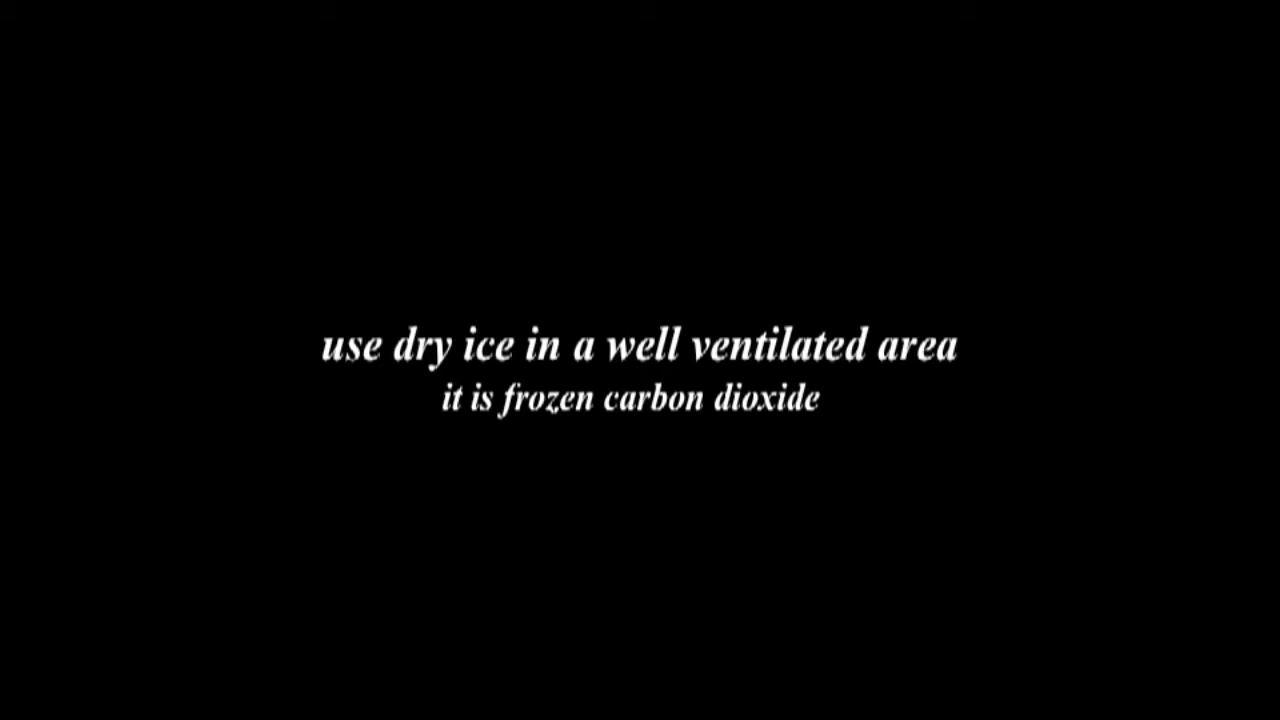 use dry ice in a well ventilated area
it is frozen carbon dioxide